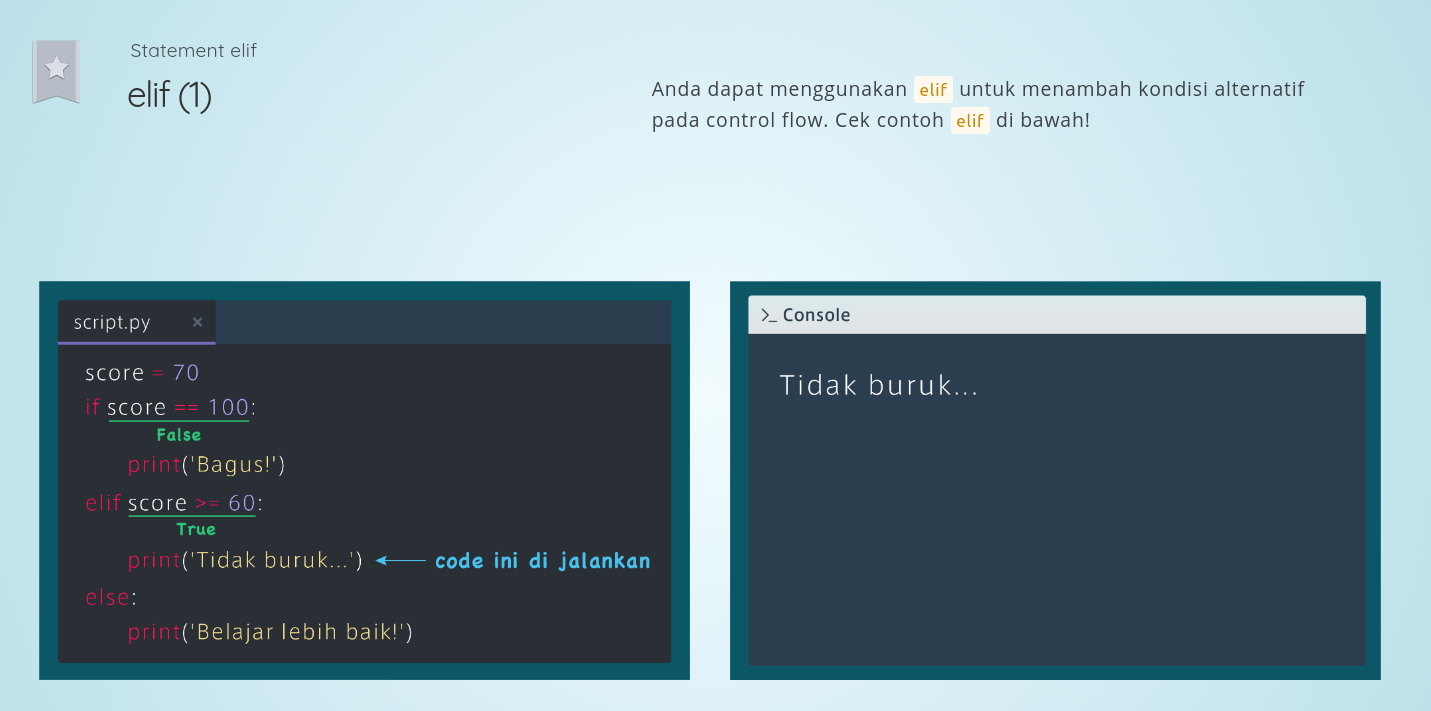 Statement elif
elif (1)
Anda dapat menggunakan elif untuk menambah kondisi alternatif
pada control flow. Cek contoh elif di bawah!
script.py ×
score = 70
if score == 100:
False
print('Bagus!')
elif score >= 60:
True
print('Tidak buruk...') ← code ini di jalankan
else:
print('Belajar lebih baik!')
>_ Console
Tidak buruk...